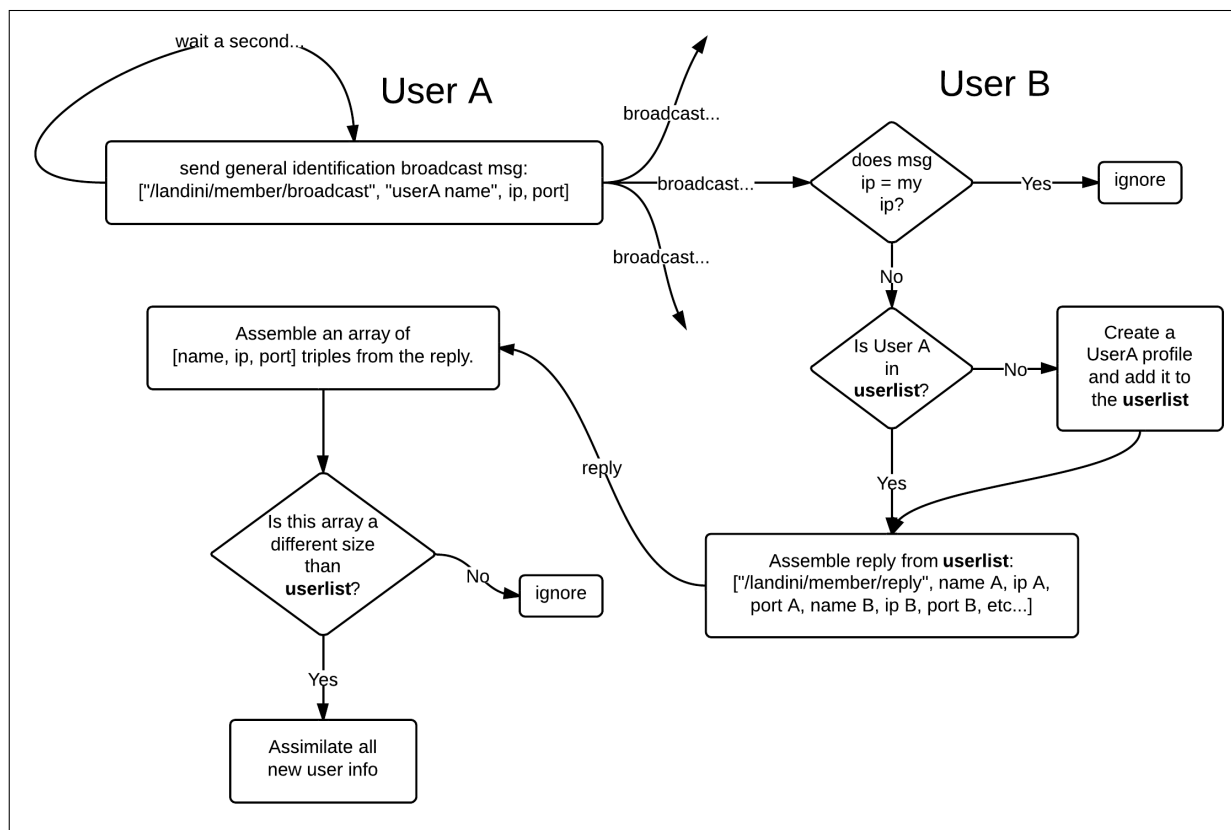 wait a second...
User A
User B
send general identification broadcast msg:
["/landini/member/broadcast", "userA name", ip, port]
broadcast...
broadcast...
broadcast...
does msg
ip = my
ip?
Yes
ignore
No
Is User A
in
userlist?
No
Create a
UserA profile
and add it to
the userlist
Yes
Assemble reply from userlist:
["/landini/member/reply", name A, ip A,
port A, name B, ip B, port B, etc...]
reply
Assemble an array of
[name, ip, port] triples from the reply.
Is this array a
different size
than
userlist?
No
ignore
Yes
Assimilate all
new user info